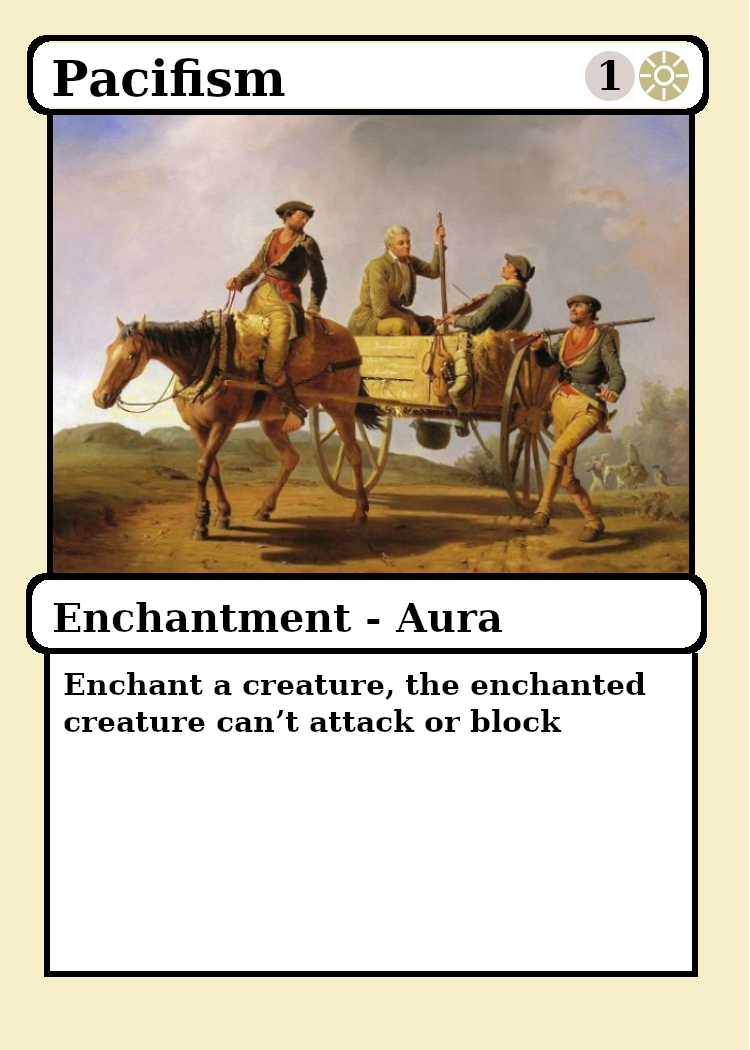 Pacifism 1
Enchantment - Aura
Enchant a creature, the enchanted
creature can’t attack or block